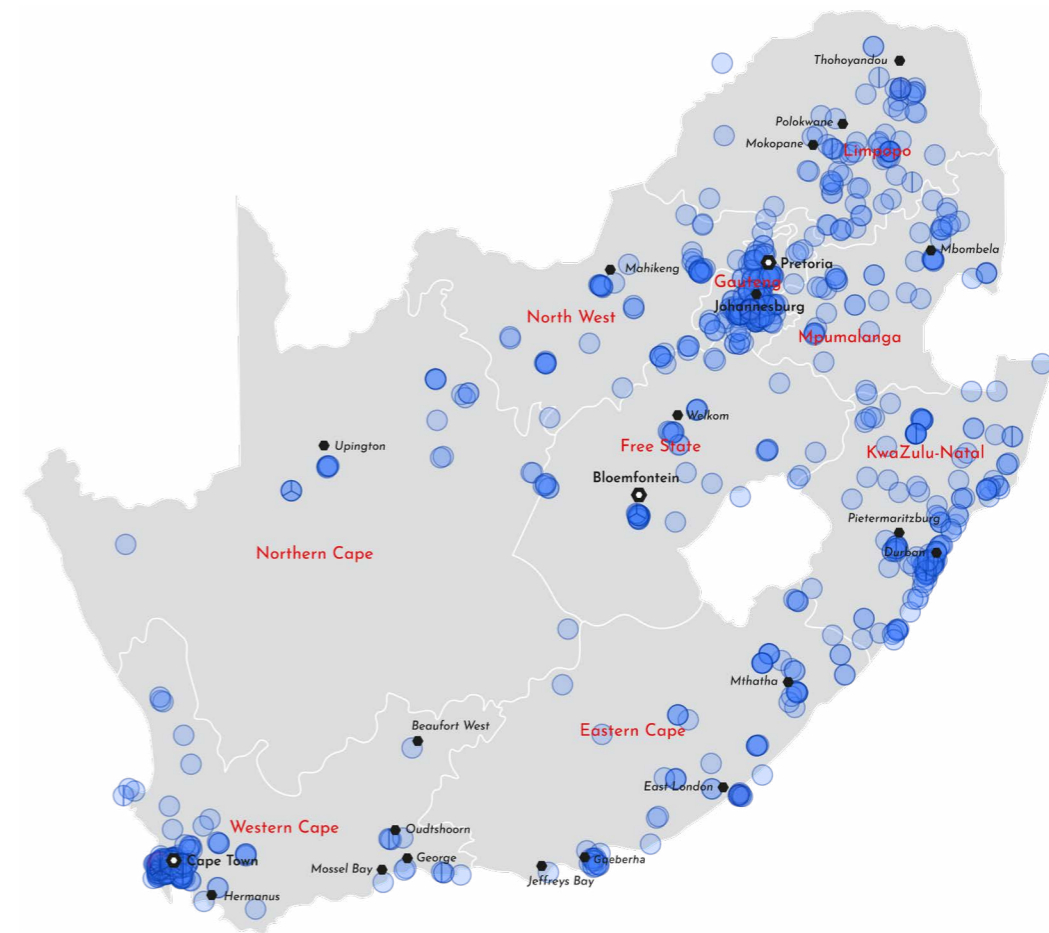 Thohoyandou
Polokwane
Mokopane
Limpopo
Mbombela
Pretoria
Mahikeng
Gauteng
Johannesburg
North West
Mpumalanga
Welkom
Upington
Free State
KwaZulu-Natal
Bloemfontein
Pietermaritzburg
Durban
Northern Cape
Mthatha
Beaufort West
Eastern Cape
East London
Western Cape
Oudtshoorn
George
Gqeberha
Cape Town
Mossel Bay
Jeffreys Bay
Hermanus